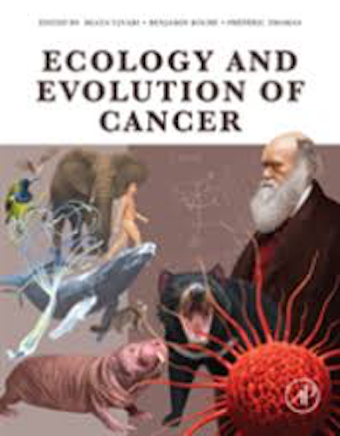 EDITED BY BEATA UJVARI • BENJAMIN ROCHE • FRÉDÉRIC THOMAS
ECOLOGY AND
EVOLUTION OF
CANCER